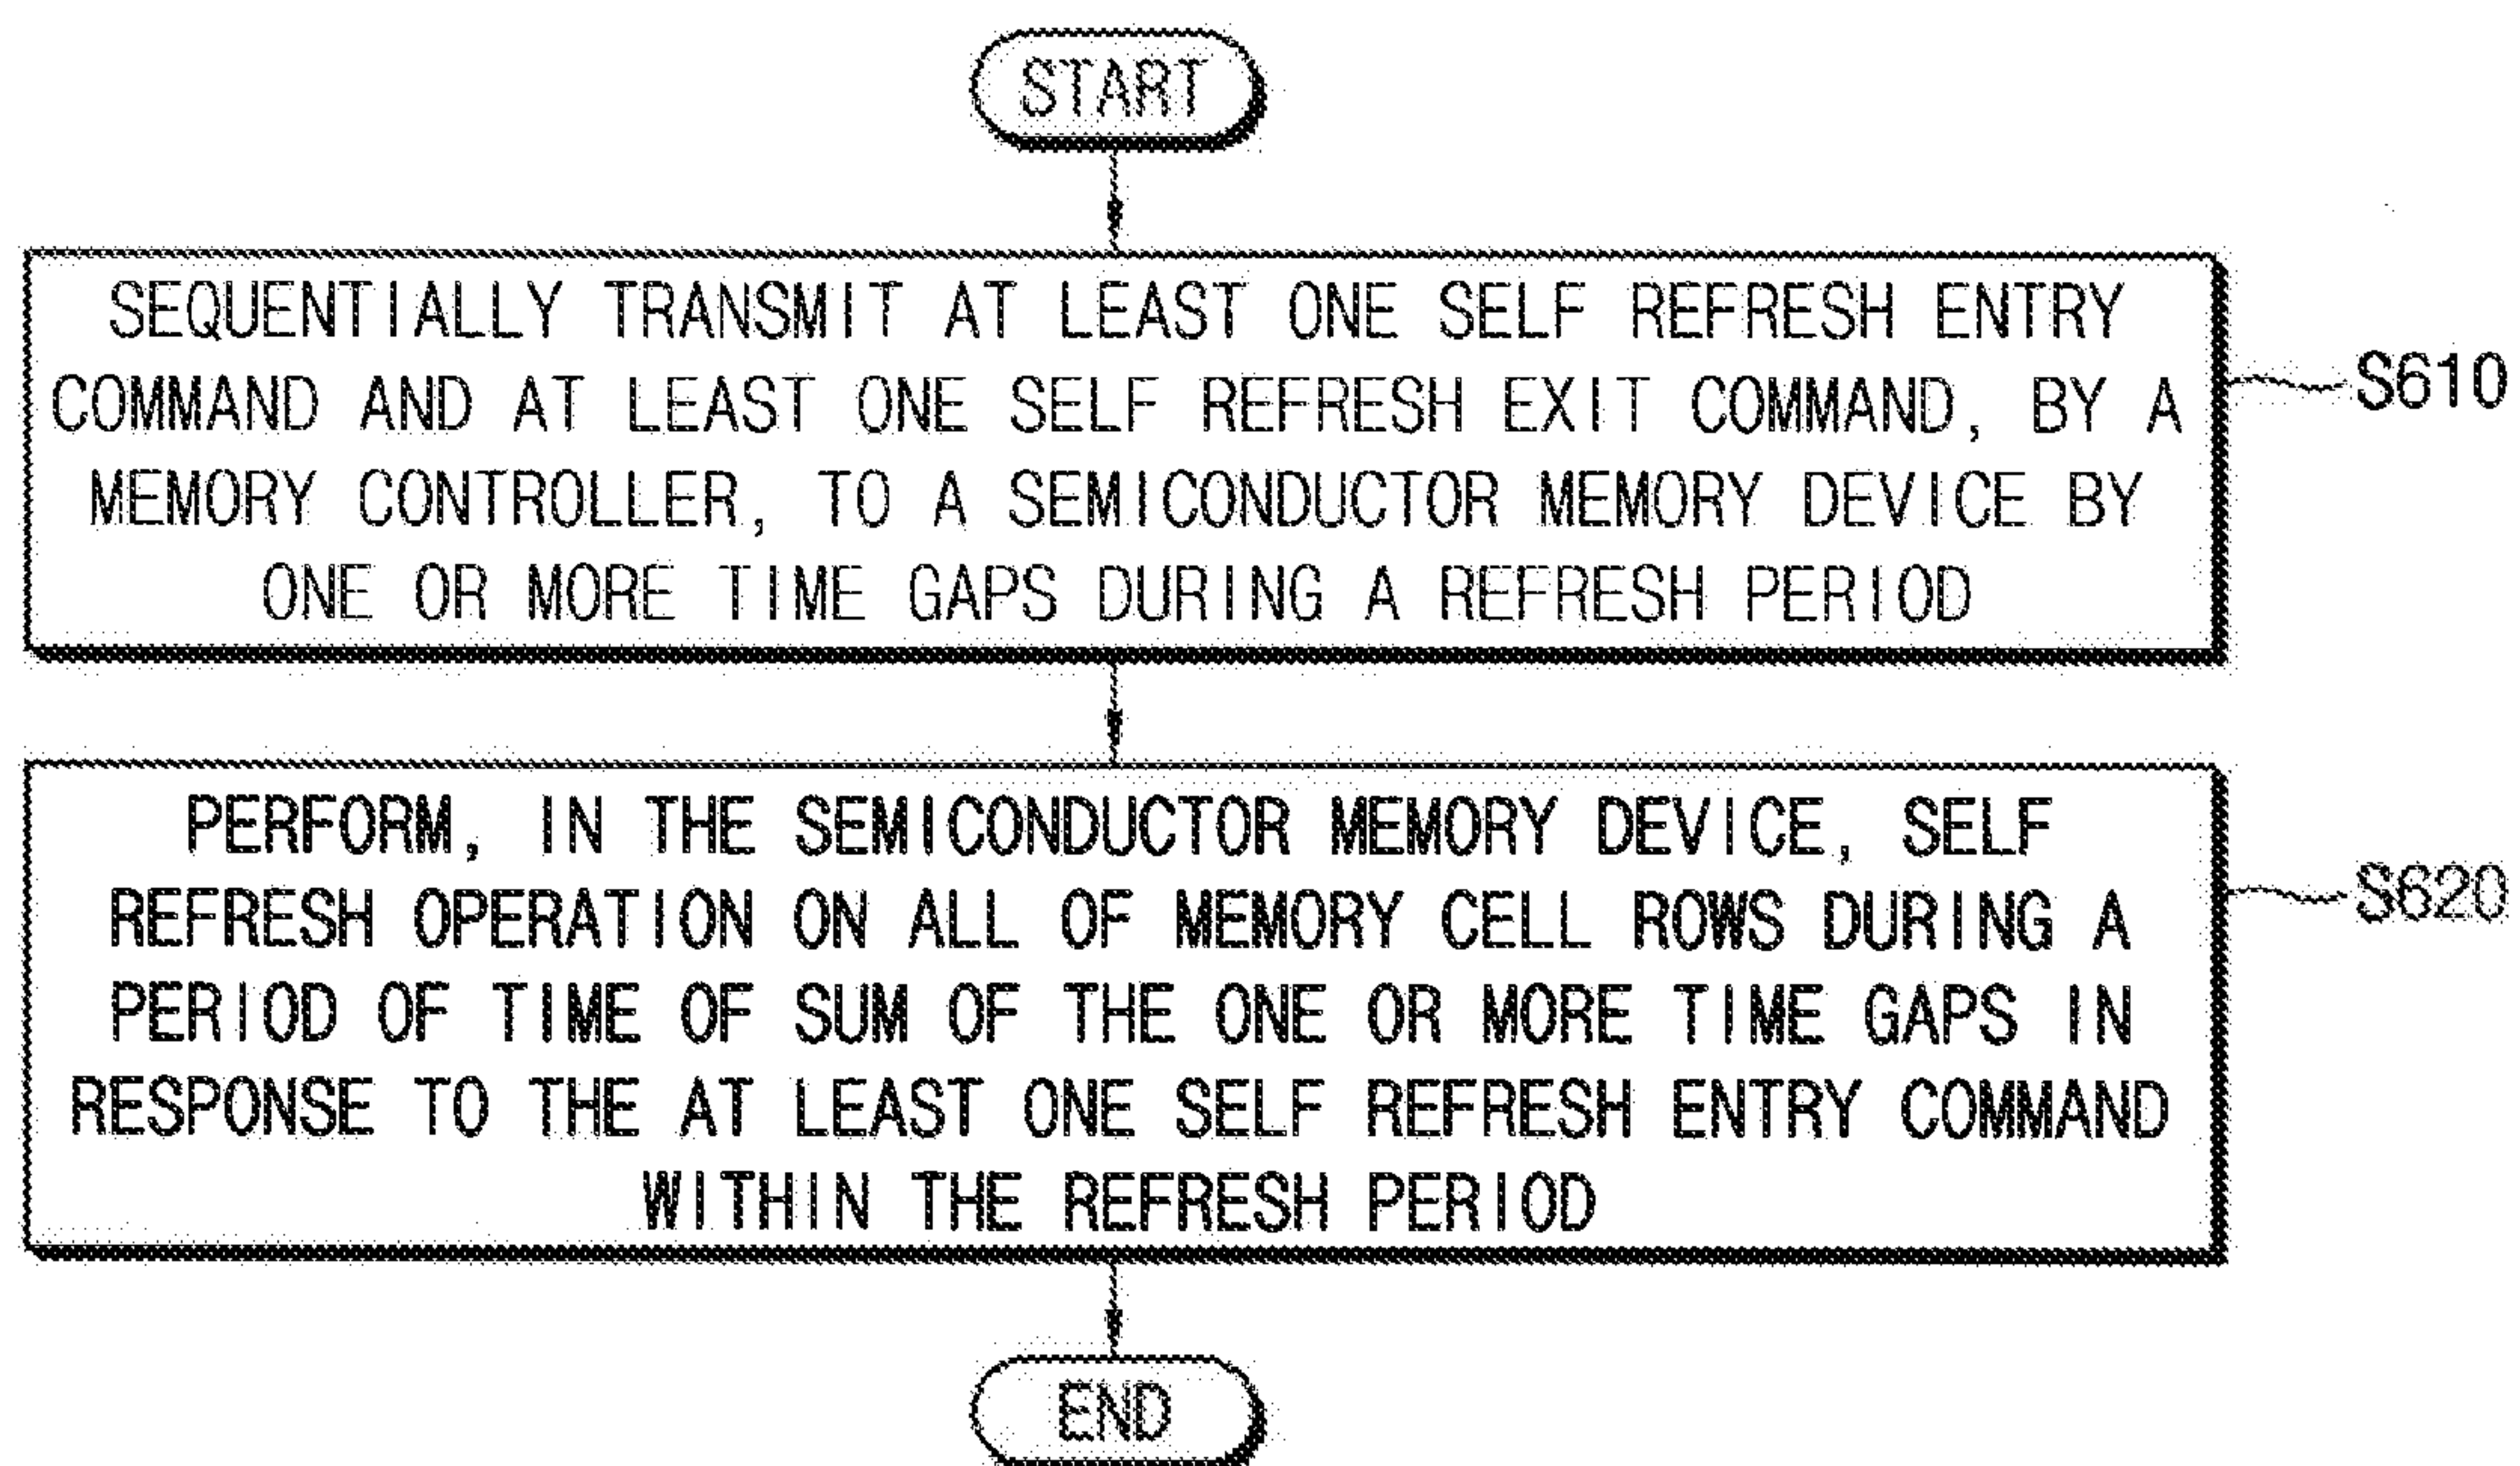 START
SEQUENTIALLY TRANSMIT AT LEAST ONE SELF REFRESH ENTRY
COMMAND AND AT LEAST ONE SELF REFRESH EXIT COMMAND, BY A
MEMORY CONTROLLER, TO A SEMICONDUCTOR MEMORY DEVICE BY
ONE OR MORE TIME GAPS DURING A REFRESH PERIOD
S610
PERFORM, IN THE SEMICONDUCTOR MEMORY DEVICE, SELF
REFRESH OPERATION ON ALL OF MEMORY CELL ROWS DURING A
PERIOD OF TIME OF SUM OF THE ONE OR MORE TIME GAPS IN
RESPONSE TO THE AT LEAST ONE SELF REFRESH ENTRY COMMAND
WITHIN THE REFRESH PERIOD
S620
END